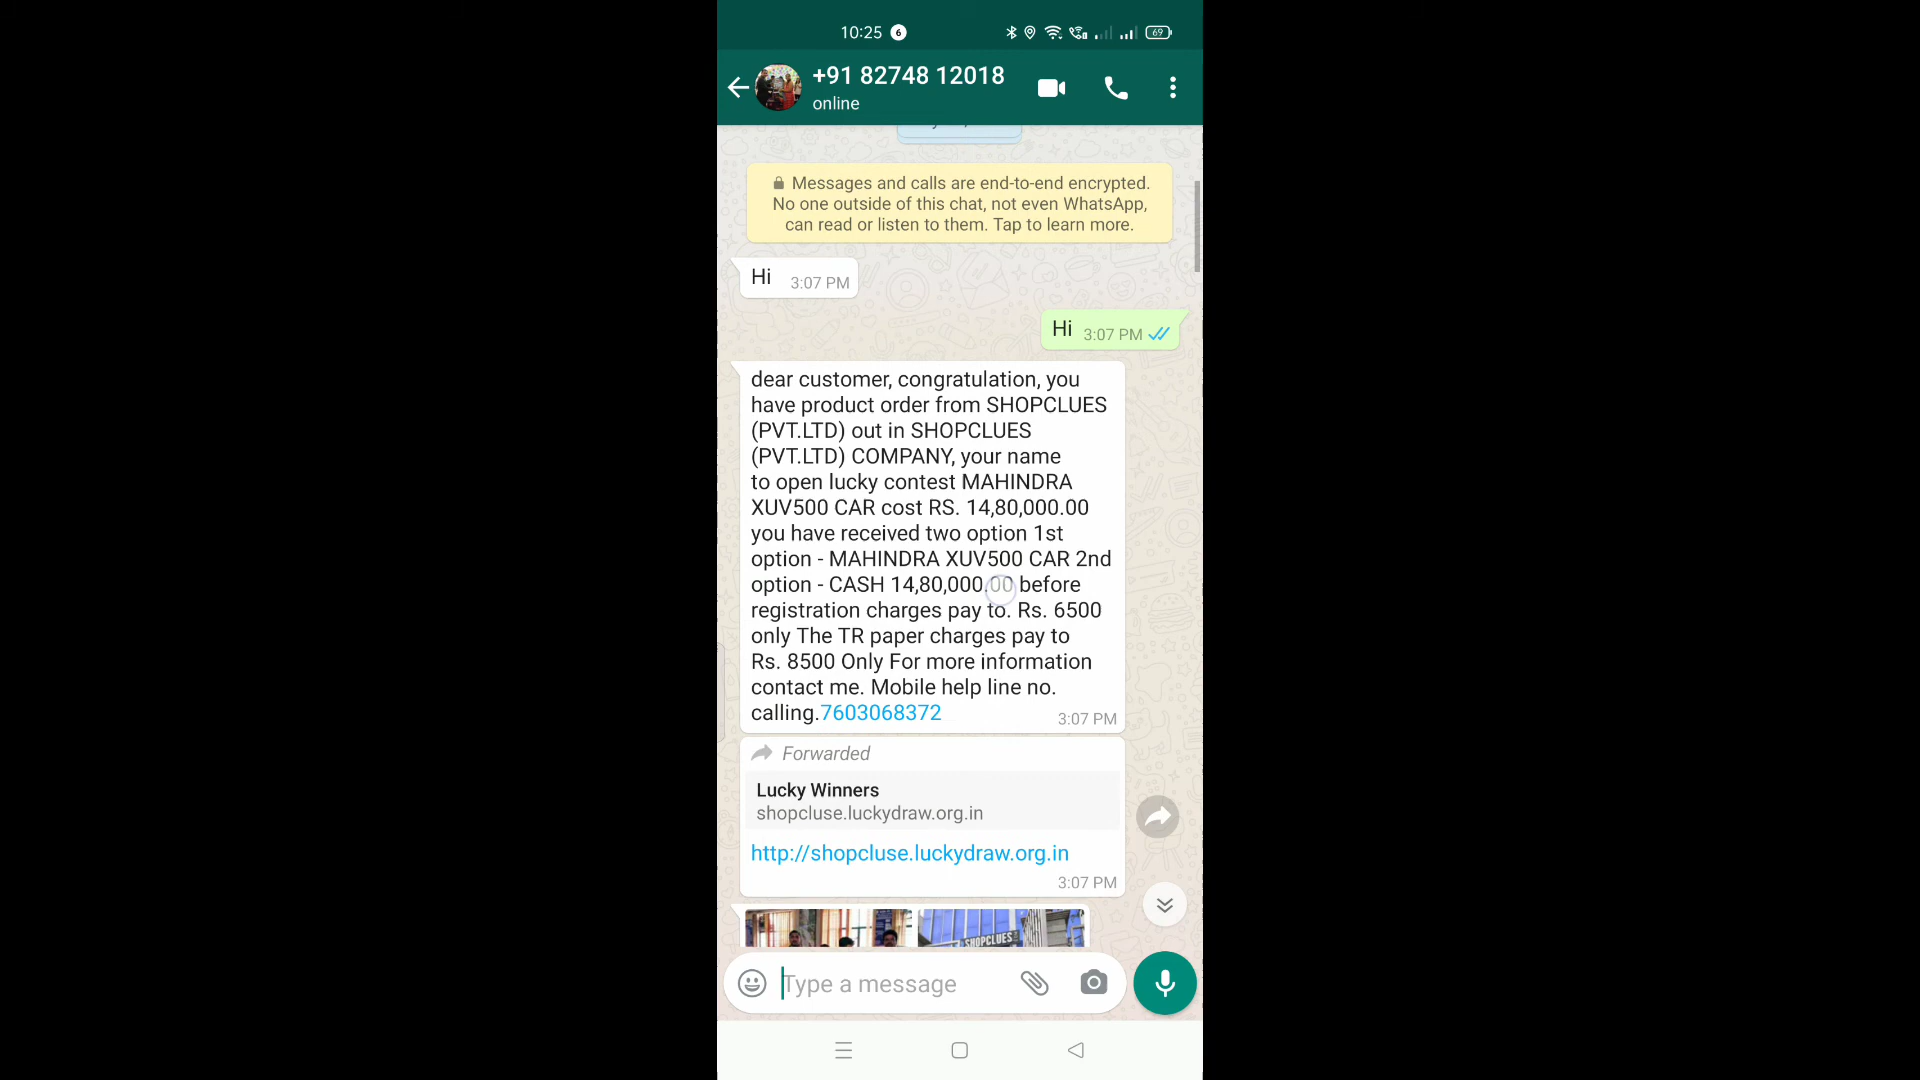 10:25 6
69
+91 82748 12018
online
Messages and calls are end-to-end encrypted.
No one outside of this chat, not even WhatsApp,
can read or listen to them. Tap to learn more.
Hi 3:07 PM
Hi 3:07 PM
dear customer, congratulation, you
have product order from SHOPCLUES
(PVT.LTD) out in SHOPCLUES
(PVT.LTD) COMPANY, your name
to open lucky contest MAHINDRA
XUV500 CAR cost RS. 14,80,000.00
you have received two option 1st
option - MAHINDRA XUV500 CAR 2nd
option - CASH 14,80,000.00 before
registration charges pay to. Rs. 6500
only The TR paper charges pay to
Rs. 8500 Only For more information
contact me. Mobile help line no.
calling.7603068372 3:07 PM
Forwarded
Lucky Winners
shopcluse.luckydraw.org.in
http://shopcluse.luckydraw.org.in
3:07 PM
SHOPCLUES
Type a message